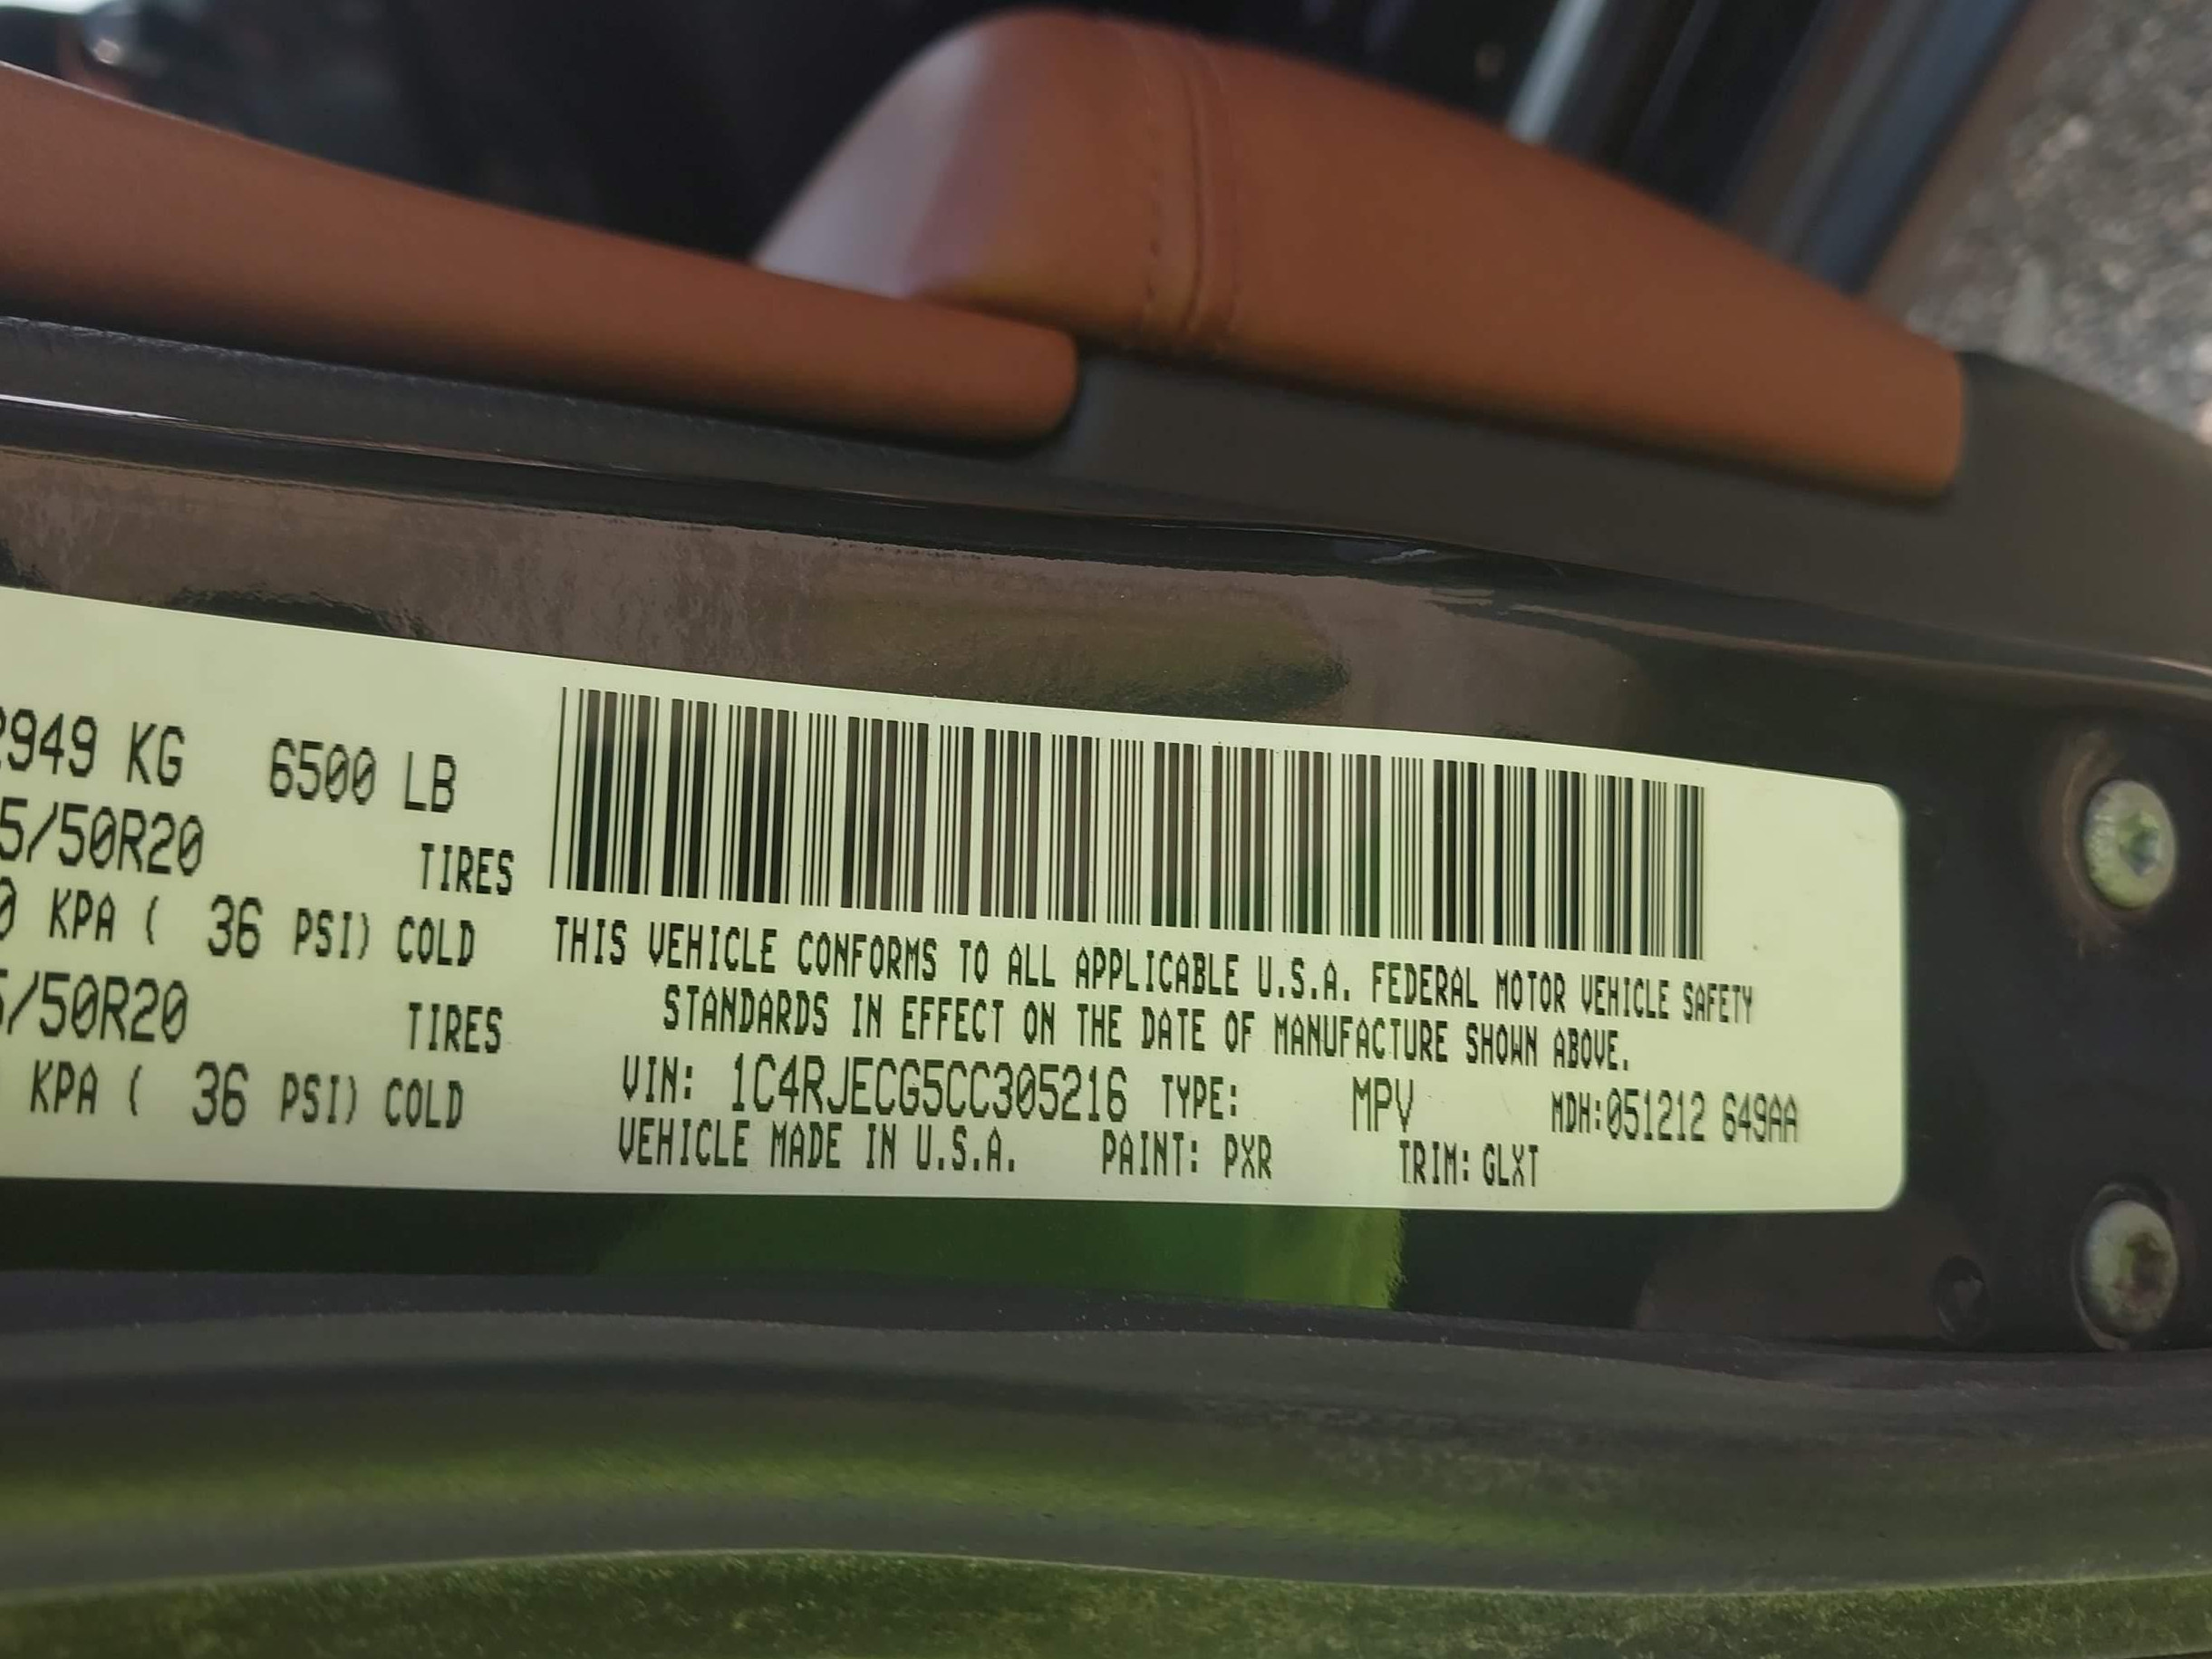 2949 KG 6500 LB
5/50R20 TIRES
0 KPA ( 36 PSI) COLD
5/50R20 TIRES
KPA ( 36 PSI) COLD
THIS VEHICLE CONFORMS TO ALL APPLICABLE U.S.A. FEDERAL MOTOR VEHICLE SAFETY
STANDARDS IN EFFECT ON THE DATE OF MANUFACTURE SHOWN ABOVE.
VIN: 1C4RJECG5CC305216 TYPE: MPV MDH:051212 649AA
VEHICLE MADE IN U.S.A. PAINT: PXR TRIM: GLXT